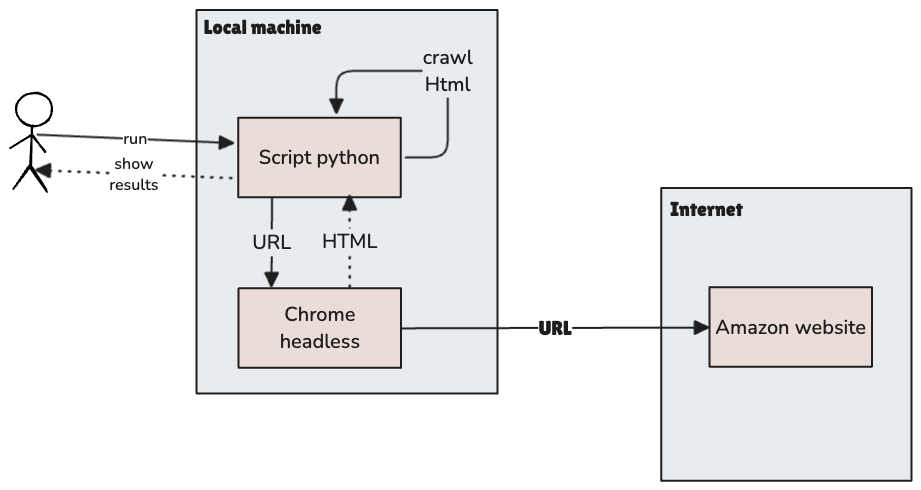 Local machine
crawl
Html
run
Script python
show
results
Internet
URL
HTML
Chrome
headless
URL
Amazon website